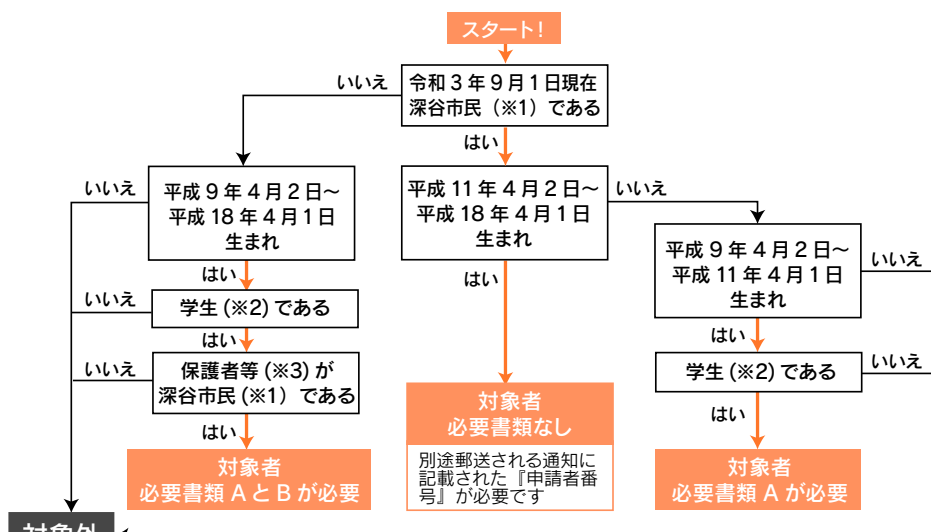 スタート！
いいえ
令和３年９月１日現在
深谷市民（※1）である
はい
いいえ
平成９年４月２日～
平成 18 年４月１日
生まれ
平成 11 年４月２日～
平成 18 年４月１日
生まれ
いいえ
平成９年４月２日～
平成 11 年４月１日
生まれ
いいえ
はい
はい
いいえ
学生（※2）である
はい
はい
いいえ
保護者等（※3）が
深谷市民（※1）である
学生（※2）である
いいえ
はい
はい
対象者
必要書類 A と B が必要
対象者
必要書類なし
別途郵送される通知に
記載された『申請者番
号』が必要です
対象者
必要書類 A が必要
対象外